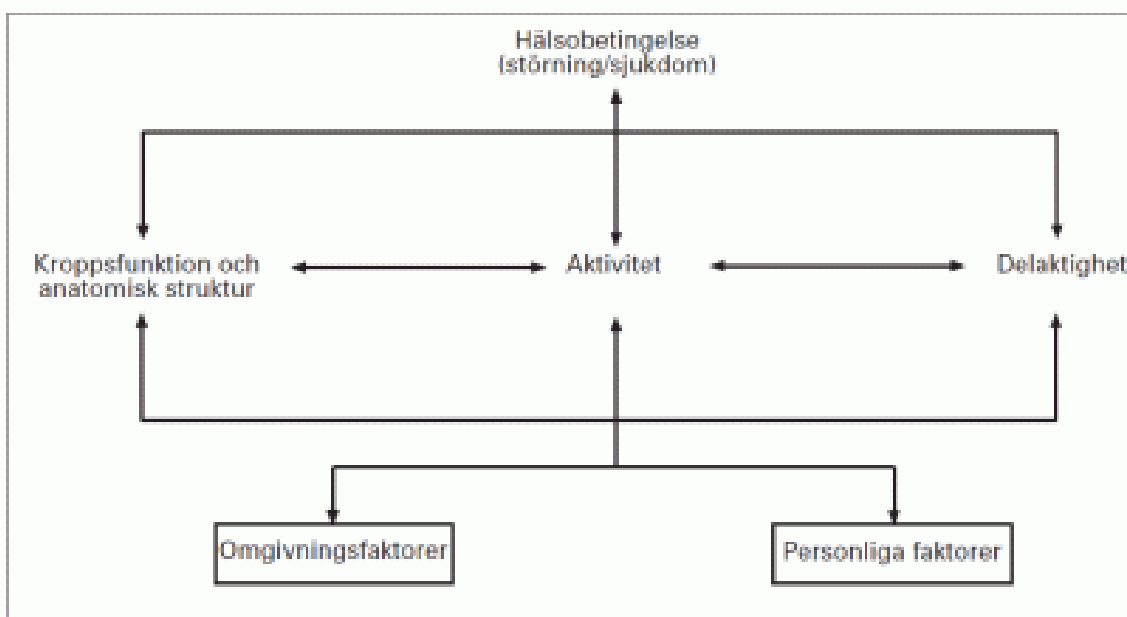 Hälsobetingelse
(störning/sjukdom)
Kroppsfunktion och
anatomisk struktur
Aktivitet
Delaktighet
Omgivningsfaktorer
Personliga faktorer